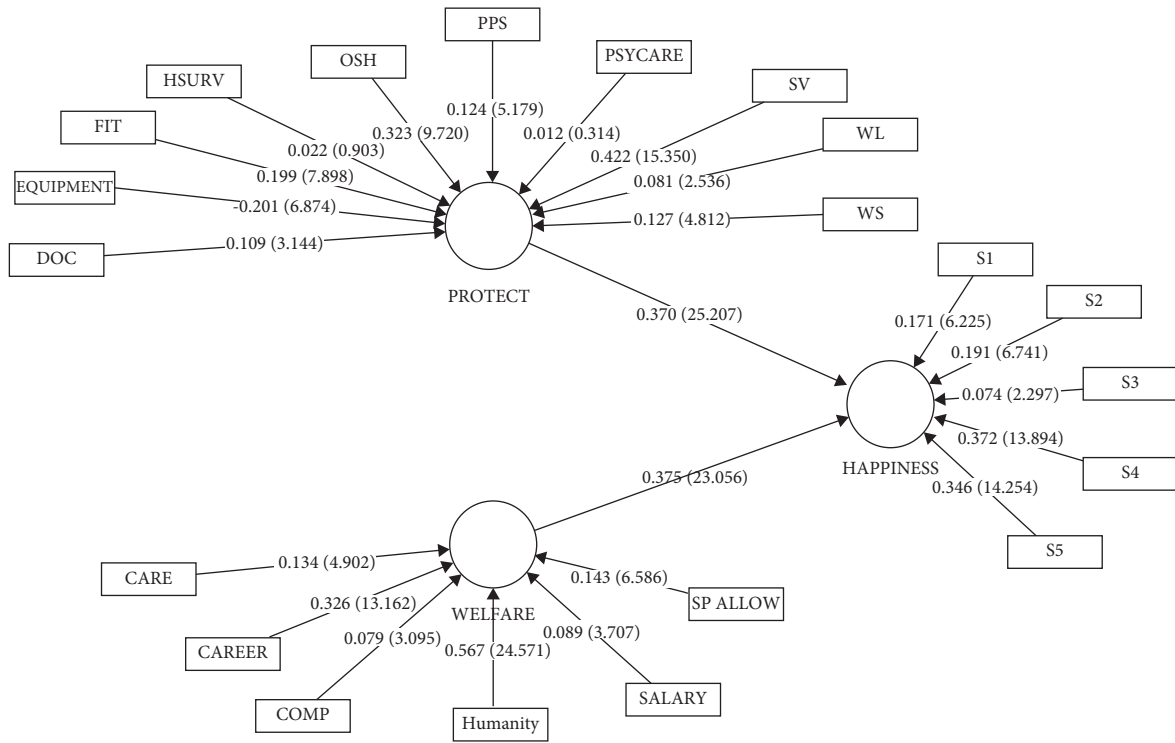 PPS
OSH
PSYCARE
HSURV
SV
FIT
WL
EQUIPMENT
WS
DOC
0.124 (5.179)
0.323 (9.720)
0.012 (0.314)
0.022 (0.903)
0.422 (15.350)
0.199 (7.898)
0.081 (2.536)
-0.201 (6.874)
0.127 (4.812)
0.109 (3.144)
PROTECT
S1
S2
0.370 (25.207)
0.171 (6.225)
0.191 (6.741)
S3
0.074 (2.297)
0.372 (13.894)
HAPPINESS
S4
0.375 (23.056)
0.346 (14.254)
S5
0.134 (4.902)
CARE
0.143 (6.586)
SP ALLOW
0.326 (13.162)
WELFARE
0.079 (3.095)
0.089 (3.707)
0.567 (24.571)
CAREER
SALARY
COMP
Humanity